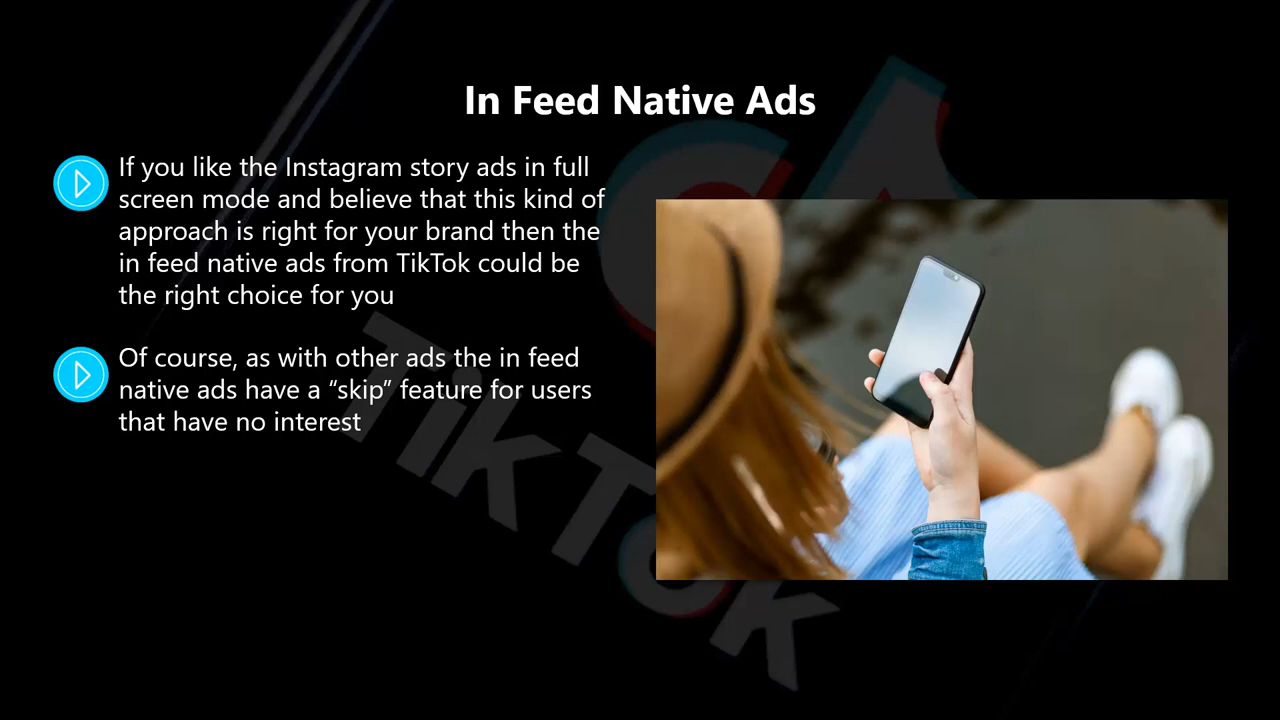 In Feed Native Ads
If you like the Instagram story ads in full
screen mode and believe that this kind of
approach is right for your brand then the
in feed native ads from TikTok could be
the right choice for you
Of course, as with other ads the in feed
native ads have a “skip” feature for users
that have no interest
TikTok